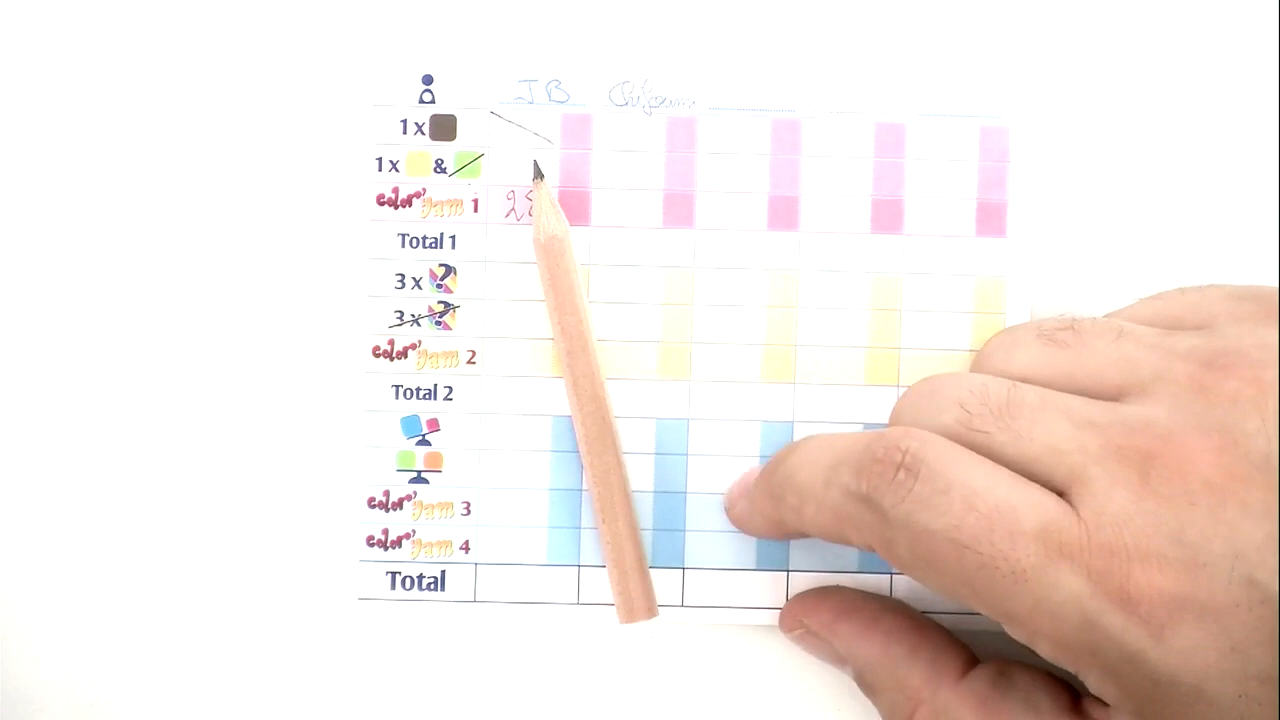 JB
1 x
1 x &
color' yam 1
Total 1
3 x ?
3 x ?
color' yam 2
Total 2
color' yam 3
color' yam 4
Total